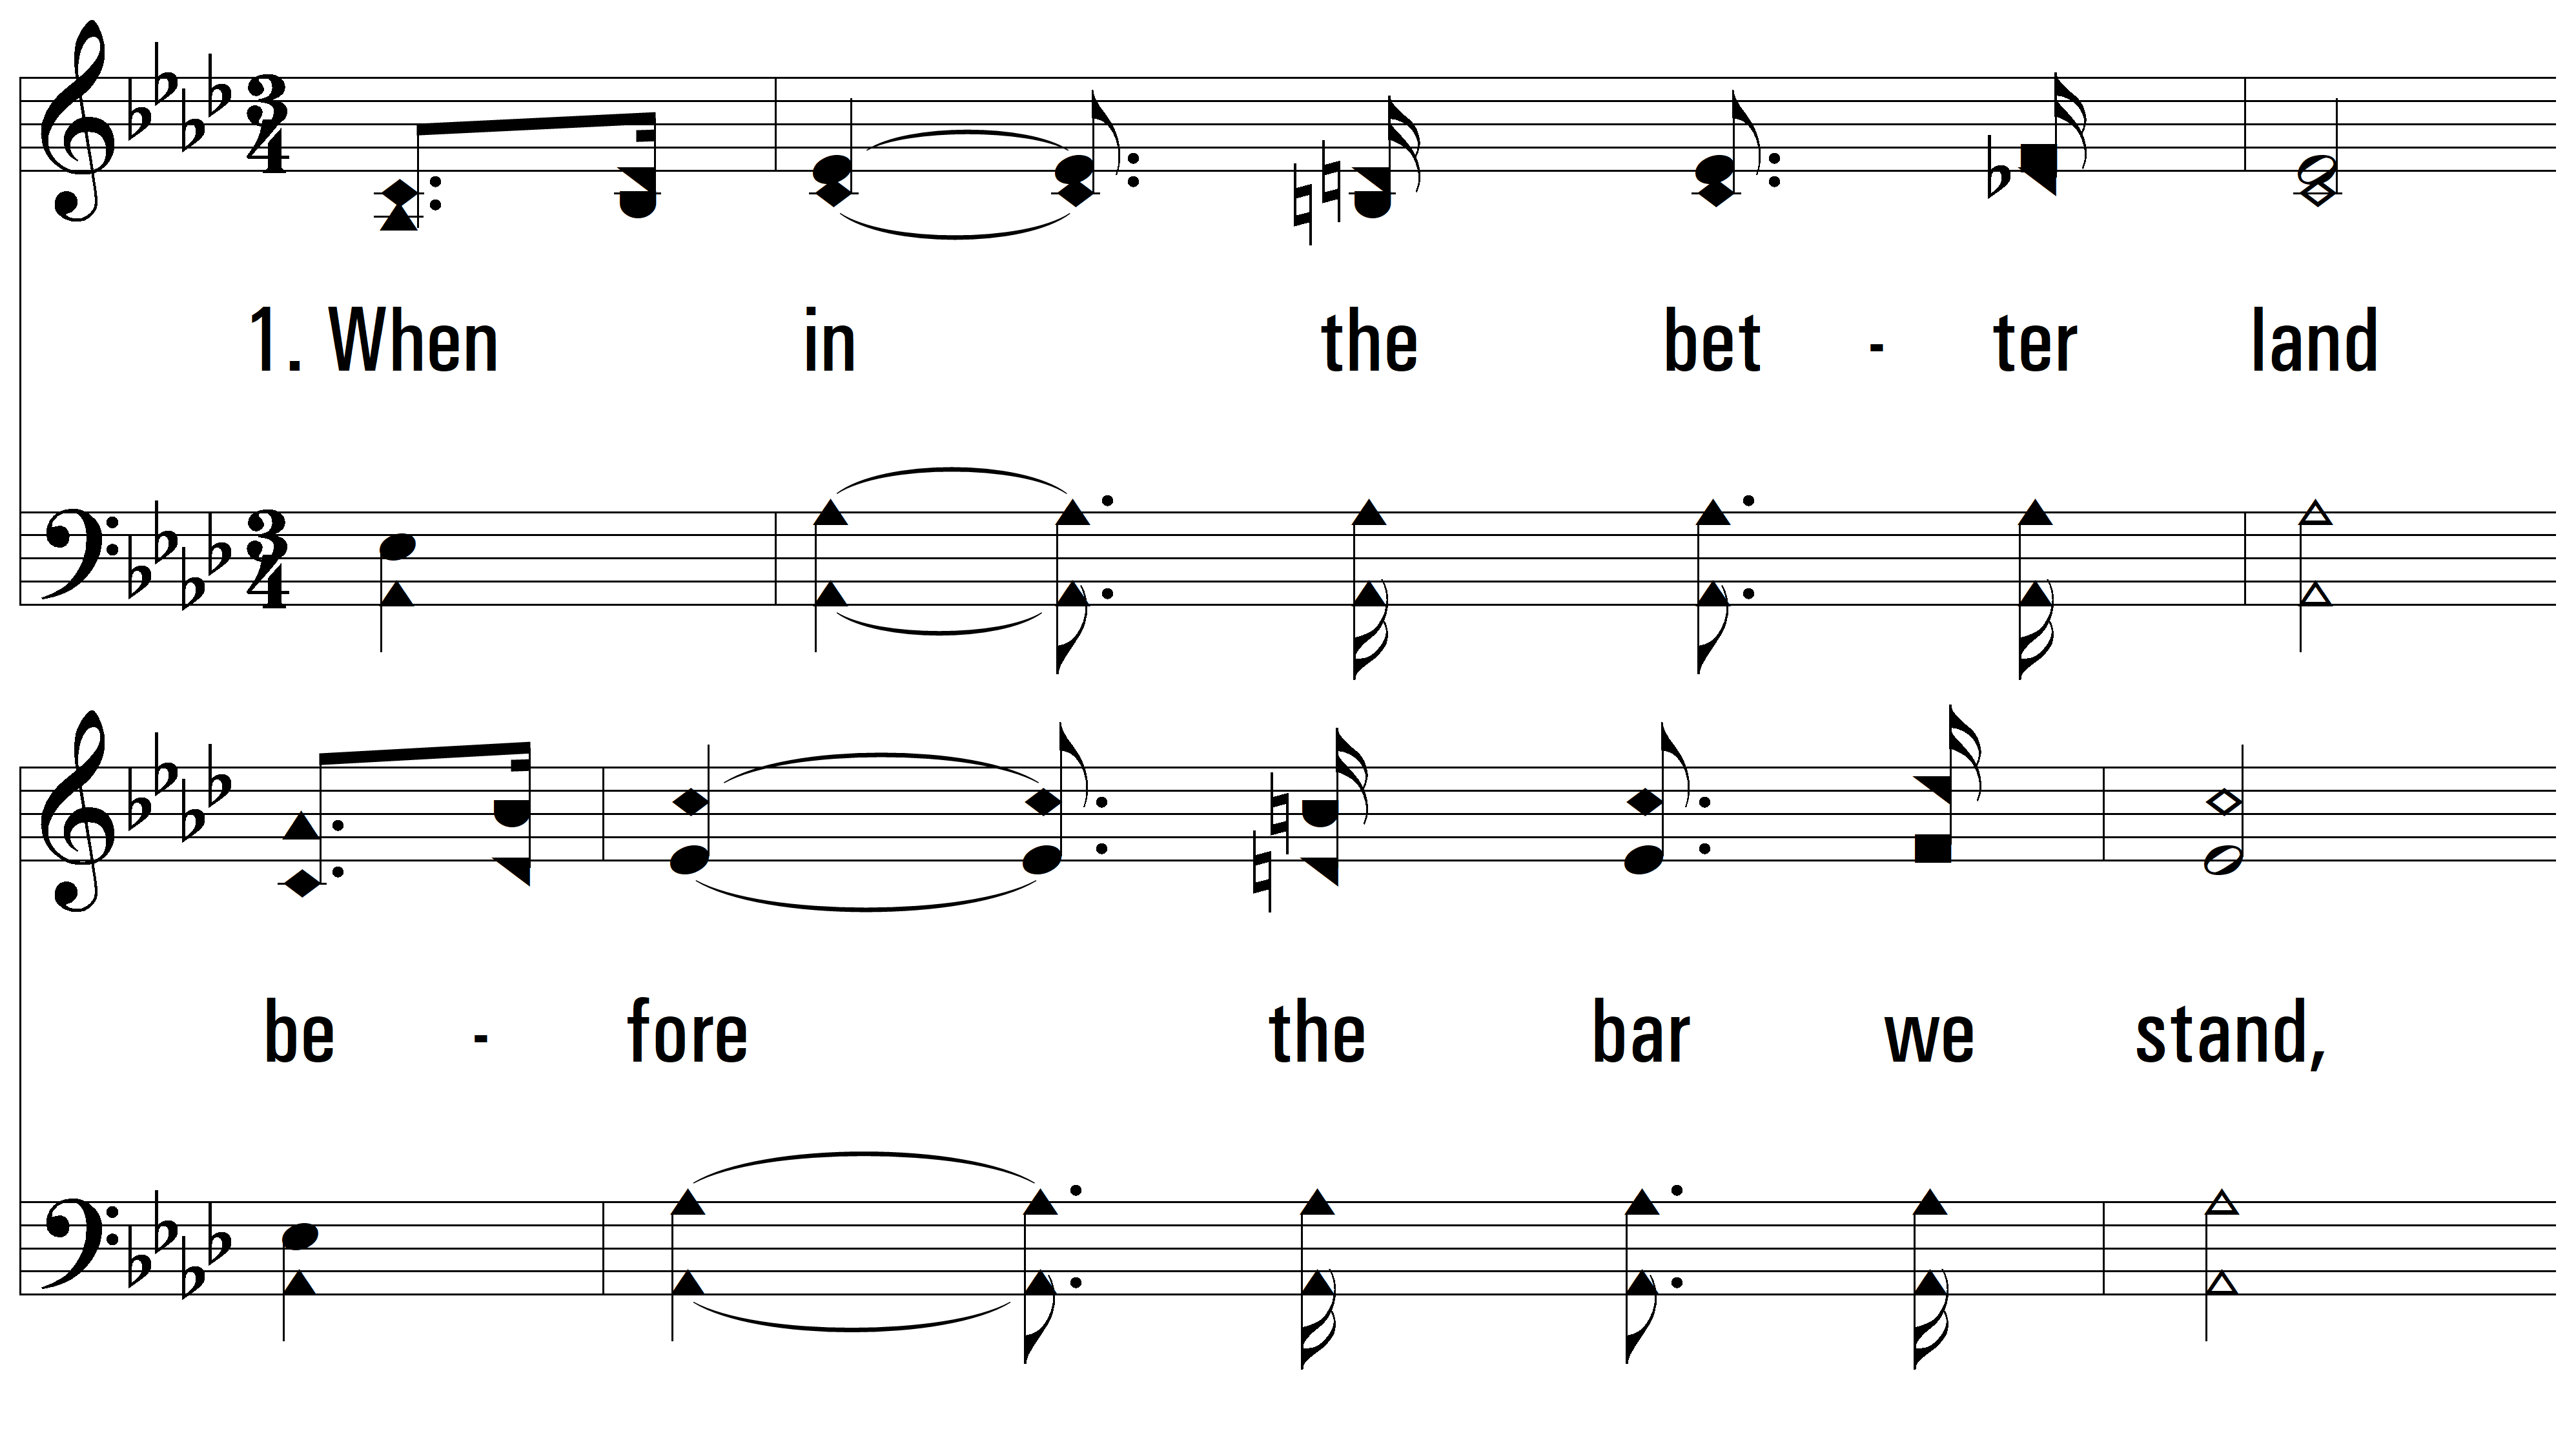 1. When in the bet - ter land
be - fore the bar we stand,